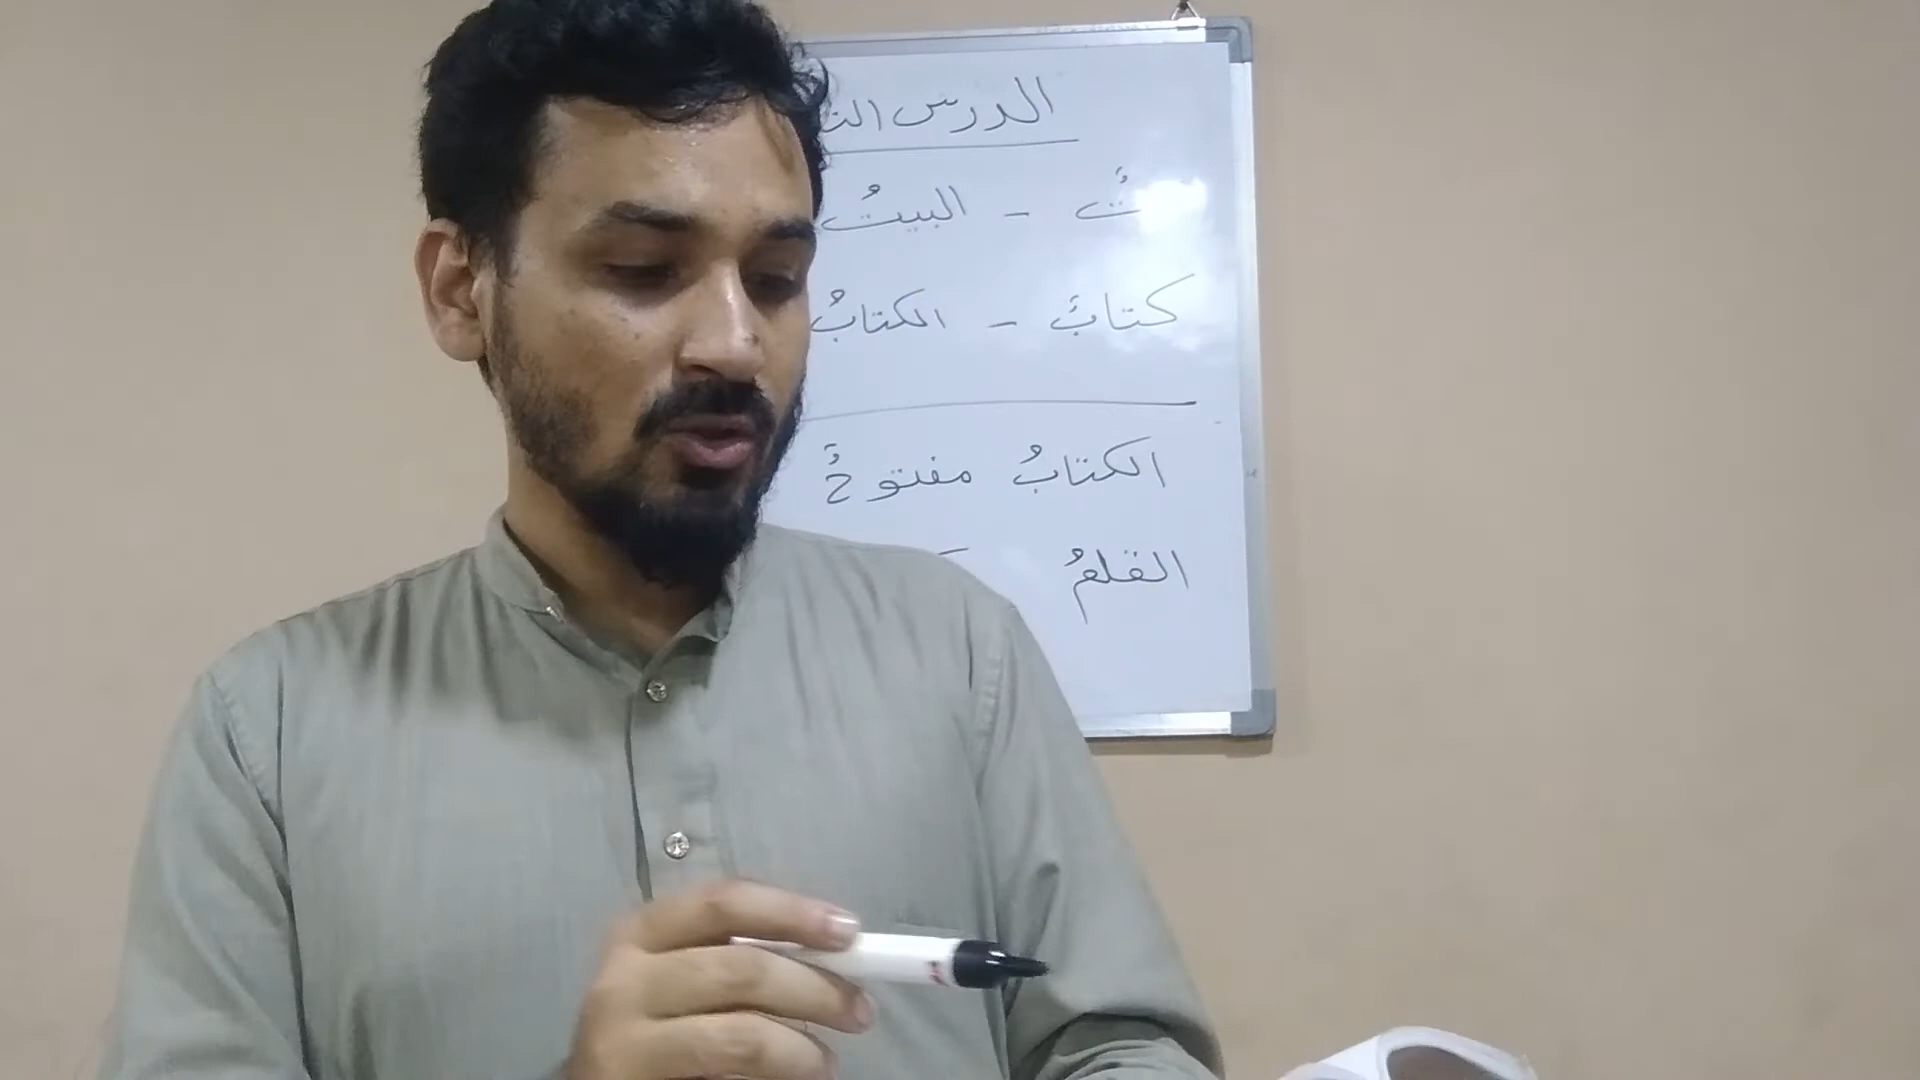 الدرس
البيتُ
كتابٌ - الكتابُ
الكتابُ مفتوحٌ
القلمُ